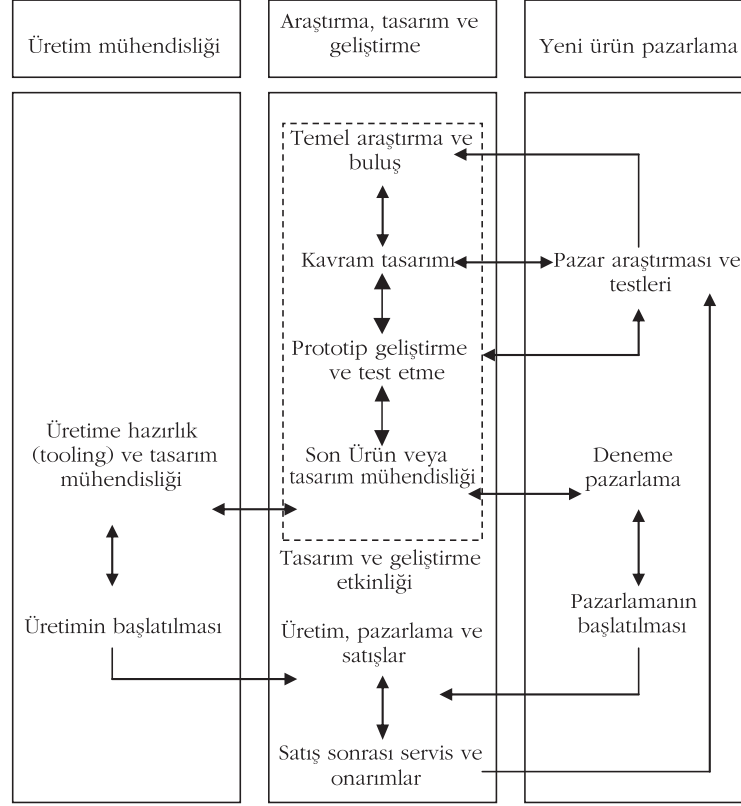 Üretim mühendisliği
Araştırma, tasarım ve
geliştirme
Yeni ürün pazarlama
Temel araştırma ve
buluş
Kavram tasarımı
Pazar araştırması ve
testleri
Prototip geliştirme
ve test etme
Üretime hazırlık
(tooling) ve tasarım
mühendisliği
Son Ürün veya
tasarım mühendisliği
Deneme
pazarlama
Tasarım ve geliştirme
etkinliği
Üretimin başlatılması
Üretim, pazarlama ve
satışlar
Pazarlamanın
başlatılması
Satış sonrası servis ve
onarımlar